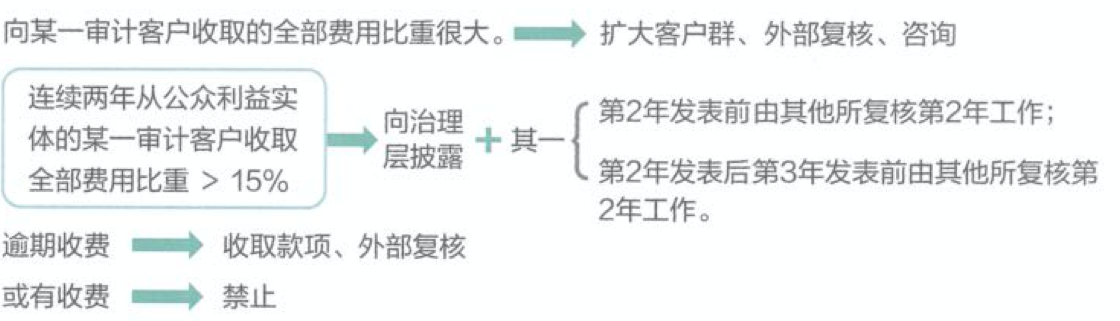 向某一审计客户收取的全部费用比重很大。 扩大客户群、外部复核、咨询
连续两年从公众利益实
体的某一审计客户收取
全部费用比重 > 15%
向治理
层披露
+ 其一
第2年发表前由其他所复核第2年工作;
第2年发表后第3年发表前由其他所复核第
2年工作。
逾期收费 收取款项、外部复核
或有收费 禁止